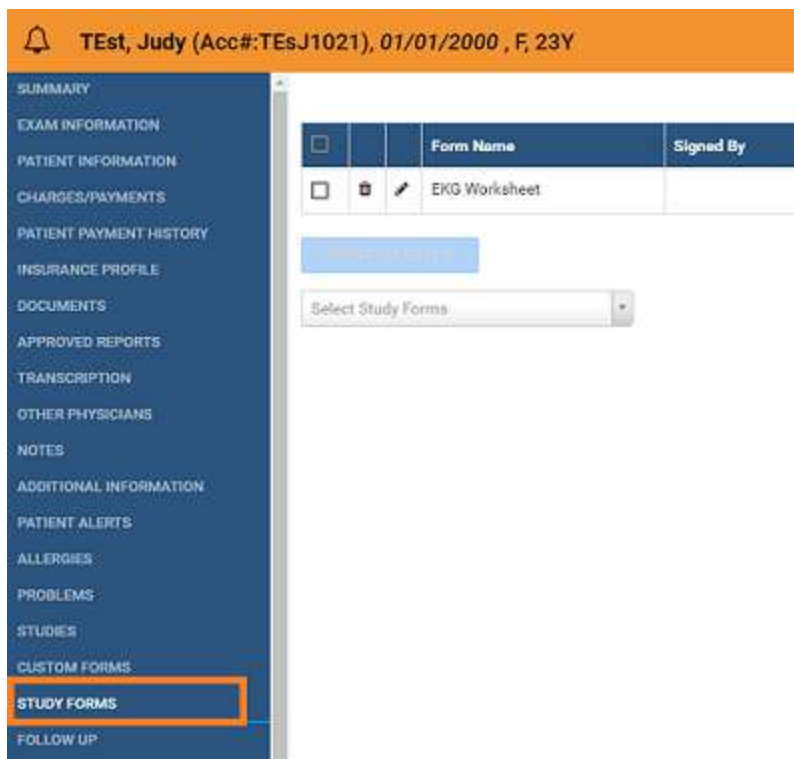 TEst, Judy (Acc#:TEsJ1021), 01/01/2000 , F, 23Y
SUMMARY
EXAM INFORMATION
PATIENT INFORMATION
CHARGES/PAYMENTS
PATIENT PAYMENT HISTORY
INSURANCE PROFILE
DOCUMENTS
APPROVED REPORTS
TRANSCRIPTION
OTHER PHYSICIANS
NOTES
ADDITIONAL INFORMATION
PATIENT ALERTS
ALLERGIES
PROBLEMS
STUDIES
CUSTOM FORMS
STUDY FORMS
FOLLOW UP
Form Name Signed By
EKG Worksheet
Select Study Forms